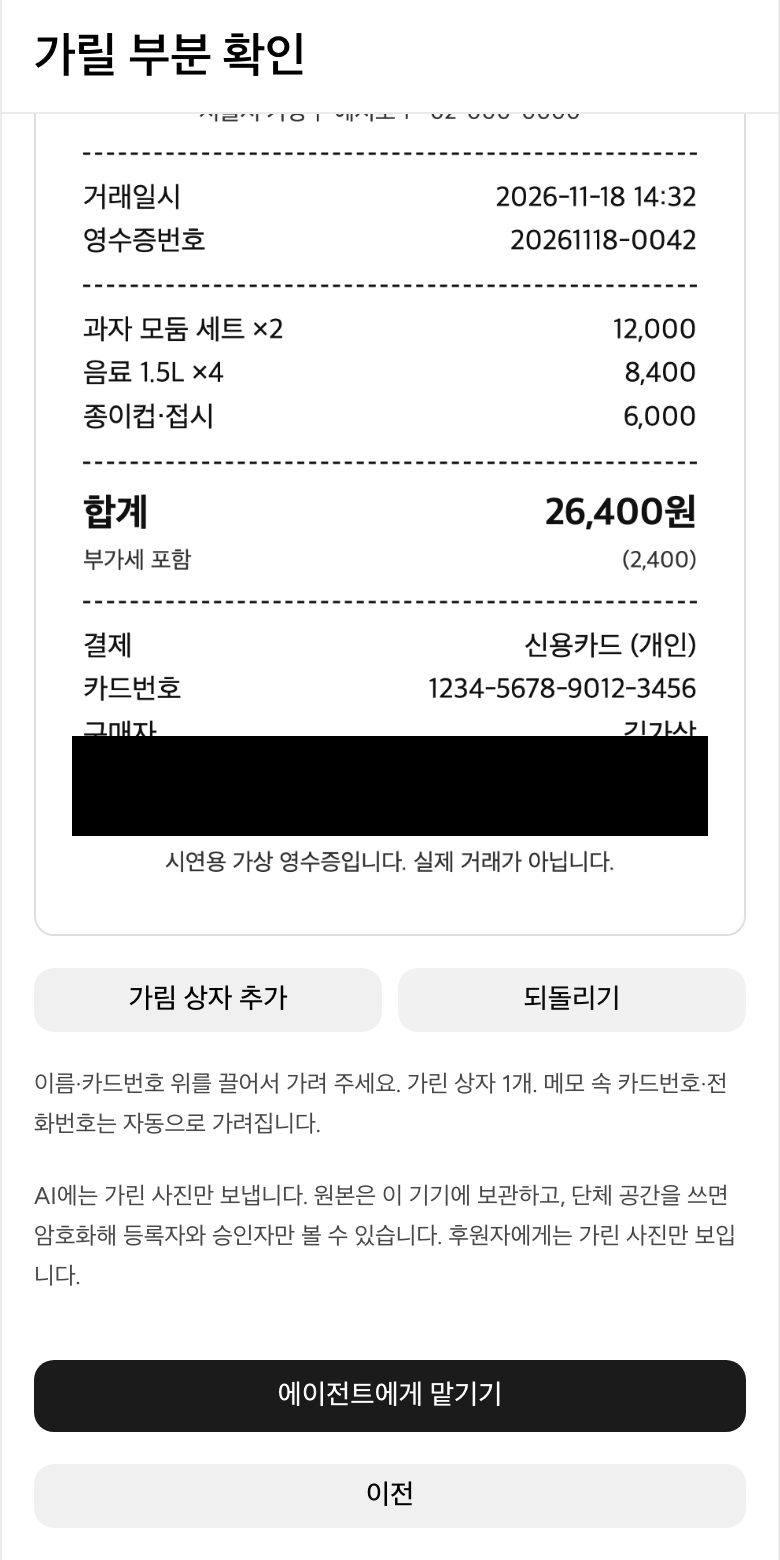 가릴 부분 확인
거래일시 2026-11-18 14:32
영수증번호 20261118-0042
과자 모둠 세트 ×2 12,000
음료 1.5L ×4 8,400
종이컵·접시 6,000
합계 26,400원
부가세 포함 (2,400)
결제 신용카드 (개인)
카드번호 1234-5678-9012-3456
구매자
시연용 가상 영수증입니다. 실제 거래가 아닙니다.
가림 상자 추가 되돌리기
이름·카드번호 위를 끌어서 가려 주세요. 가린 상자 1개. 메모 속 카드번호·전
화번호는 자동으로 가려집니다.
AI에는 가린 사진만 보냅니다. 원본은 이 기기에 보관하고, 단체 공간을 쓰면
암호화해 등록자와 승인자만 볼 수 있습니다. 후원자에게는 가린 사진만 보입
니다.
에이전트에게 맡기기
이전